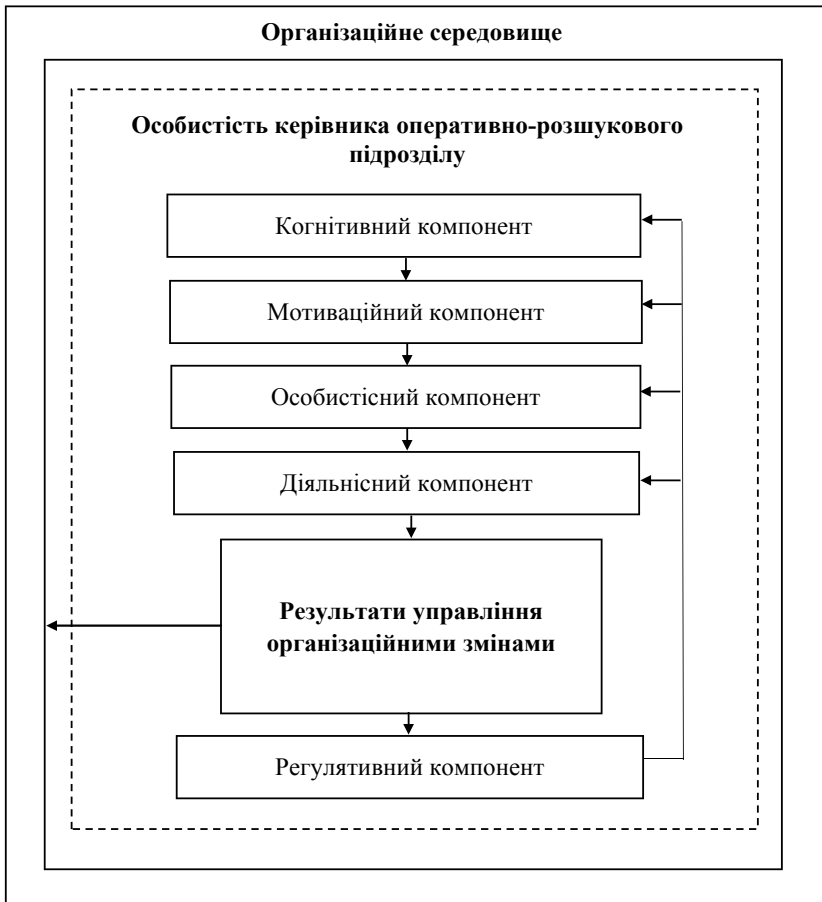 Організаційне середовище
Особистість керівника оперативно-розшукового
підрозділу
Когнітивний компонент
Мотиваційний компонент
Особистісний компонент
Діяльнісний компонент
Результати управління
організаційними змінами
Регулятивний компонент